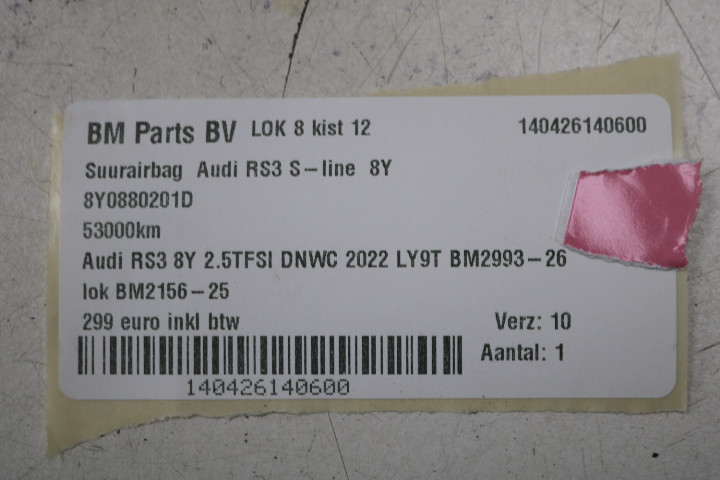 BM Parts BV LOK 8 kist 12 140426140600
Suurairbag Audi RS3 S-line 8Y
8Y0880201D
53000km
Audi RS3 8Y 2.5TFSI DNWC 2022 LY9T BM2993-26
lok BM2156-25
299 euro inkl btw Verz: 10
Aantal: 1
140426140600